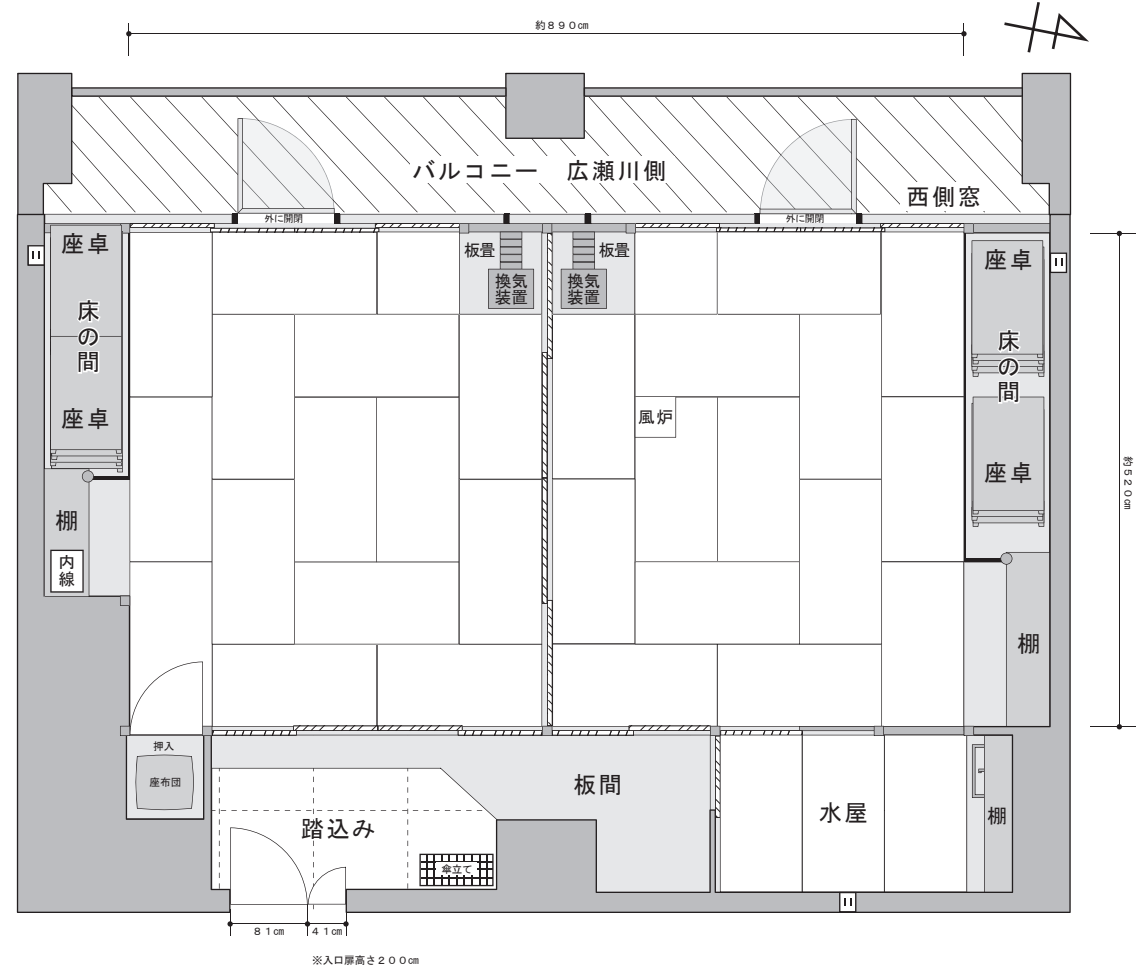 約890㎝
バルコニー　広瀬川側
西側窓
外に開閉
外に開閉
座卓
床の間
座卓
棚
内線
板畳
換気
装置
板畳
換気
装置
座卓
床の間
座卓
約520㎝
風炉
棚
押入
座布団
踏込み
傘立て
板間
水屋
棚
81㎝
41㎝
※入口扉高さ200㎝